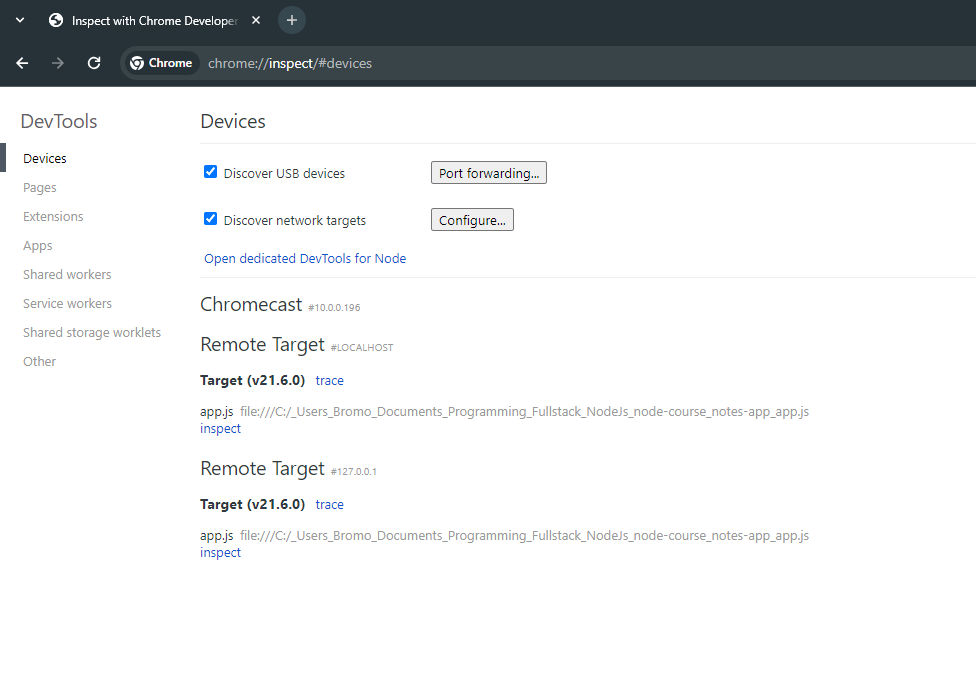 Inspect with Chrome Developer
Chrome chrome://inspect/#devices
DevTools
Devices
Pages
Extensions
Apps
Shared workers
Service workers
Shared storage worklets
Other
Devices
Discover USB devices Port forwarding...
Discover network targets Configure...
Open dedicated DevTools for Node
Chromecast #10.0.0.196
Remote Target #LOCALHOST
Target (v21.6.0) trace
app.js file:///C:/_Users_Bromo_Documents_Programming_Fullstack_NodeJs_node-course_notes-app_app.js
inspect
Remote Target #127.0.0.1
Target (v21.6.0) trace
app.js file:///C:/_Users_Bromo_Documents_Programming_Fullstack_NodeJs_node-course_notes-app_app.js
inspect